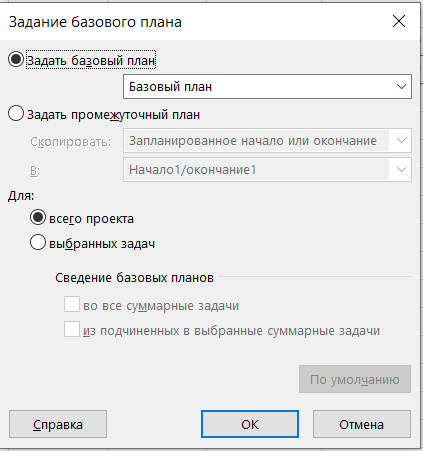 Задание базового плана
Задать базовый план
Базовый план
Задать промежуточный план
Скопировать: Запланированное начало или окончание
В: Начало1/окончание1
Для:
всего проекта
выбранных задач
Сведение базовых планов
во все суммарные задачи
из подчиненных в выбранные суммарные задачи
По умолчанию
Справка ОК Отмена